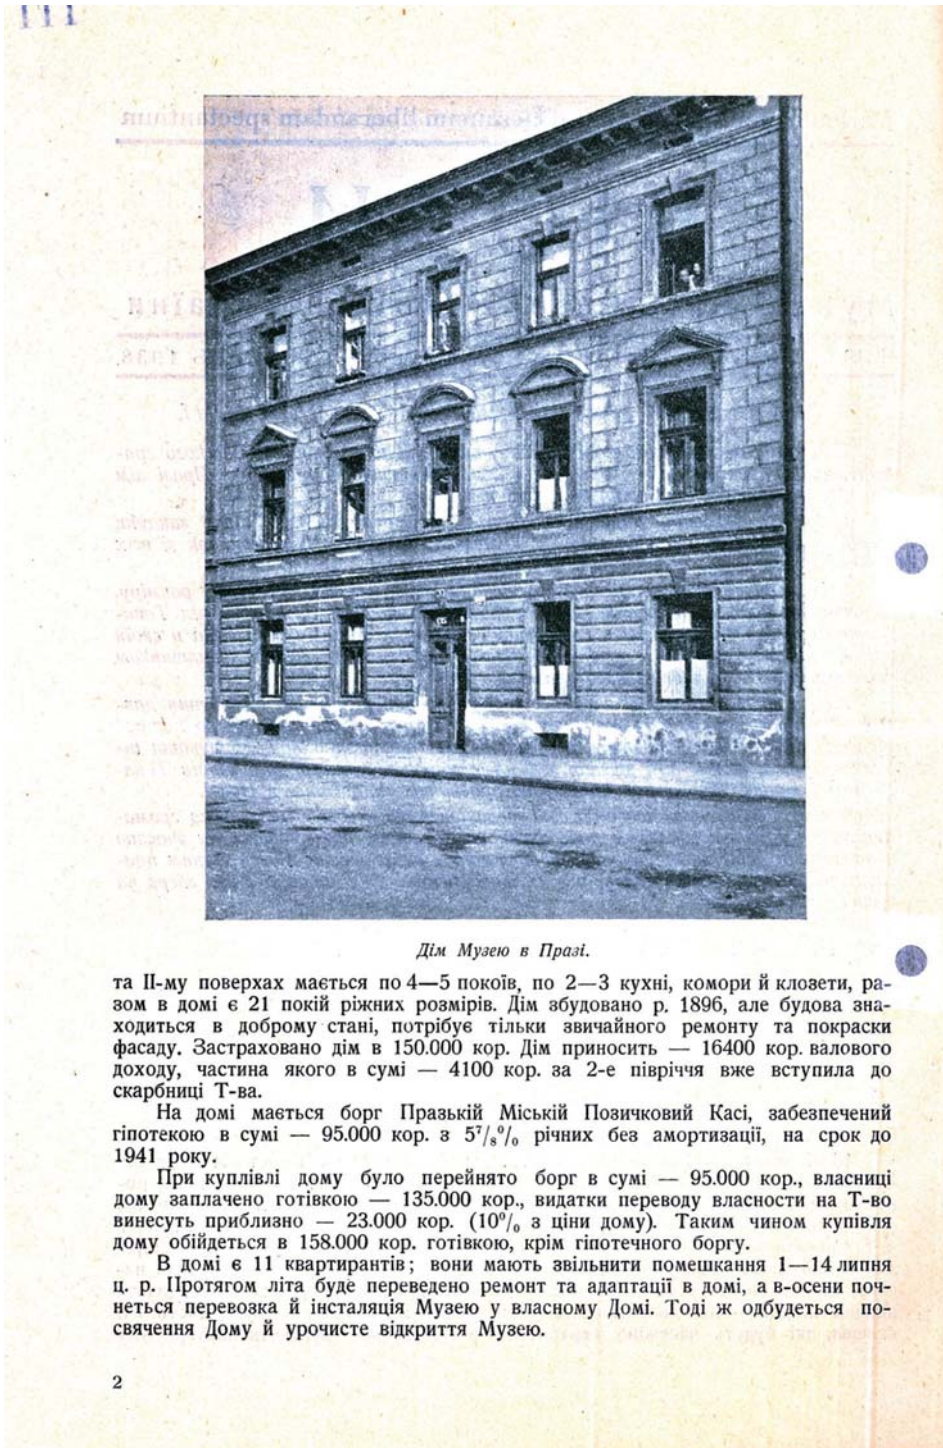 Дім Музею в Празі.
та II-му поверхах мається по 4—5 покоїв, по 2—3 кухні, комори й клозети, ра-
зом в домі є 21 покій ріжних розмірів. Дім збудовано р. 1896, але будова зна-
ходиться в доброму стані, потрібує тільки звичайного ремонту та покраски
фасаду. Застраховано дім в 150.000 кор. Дім приносить — 16400 кор. валового
доходу, частина якого в сумі — 4100 кор. за 2-е півріччя вже вступила до
скарбниці Т-ва.
На домі мається борг Празькій Міській Позичковий Касі, забезпечений
гіпотекою в сумі — 95.000 кор. з 5⁷/₈⁰/₀ річних без амортизації, на срок до
1941 року.
При куплівлі дому було перейнято борг в сумі — 95.000 кор., власниці
дому заплачено готівкою — 135.000 кор., видатки переводу власности на Т-во
винесуть приблизно — 23.000 кор. (10⁰/₀ з ціни дому). Таким чином купівля
дому обійдеться в 158.000 кор. готівкою, крім гіпотечного боргу.
В домі є 11 квартирантів; вони мають звільнити помешкання 1—14 липня
ц. р. Протягом літа буде переведено ремонт та адаптації в домі, а в-осени поч-
неться перевозка й інсталяція Музею у власному Домі. Тоді ж одбудеться по-
свячення Дому й урочисте відкриття Музею.
2